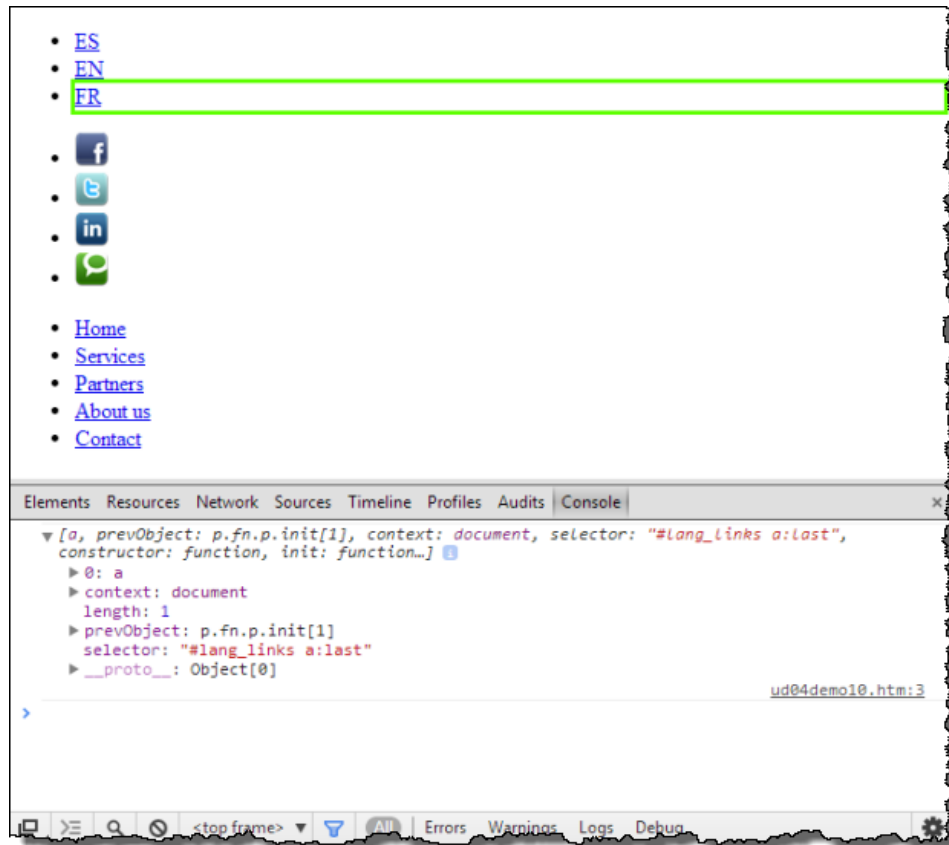 ES
EN
FR
f
t
in
Home
Services
Partners
About us
Contact
Elements Resources Network Sources Timeline Profiles Audits Console ×
▼[a, prevObject: p.fn.p.init[1], context: document, selector: "#lang_links a:last",
constructor: function, init: function…] i
▶0: a
▶context: document
length: 1
▶prevObject: p.fn.p.init[1]
selector: "#lang_links a:last"
▶__proto__: Object[0]
ud04demo10.htm:3
>
<top frame> ▼ All Errors Warnings Logs Debug